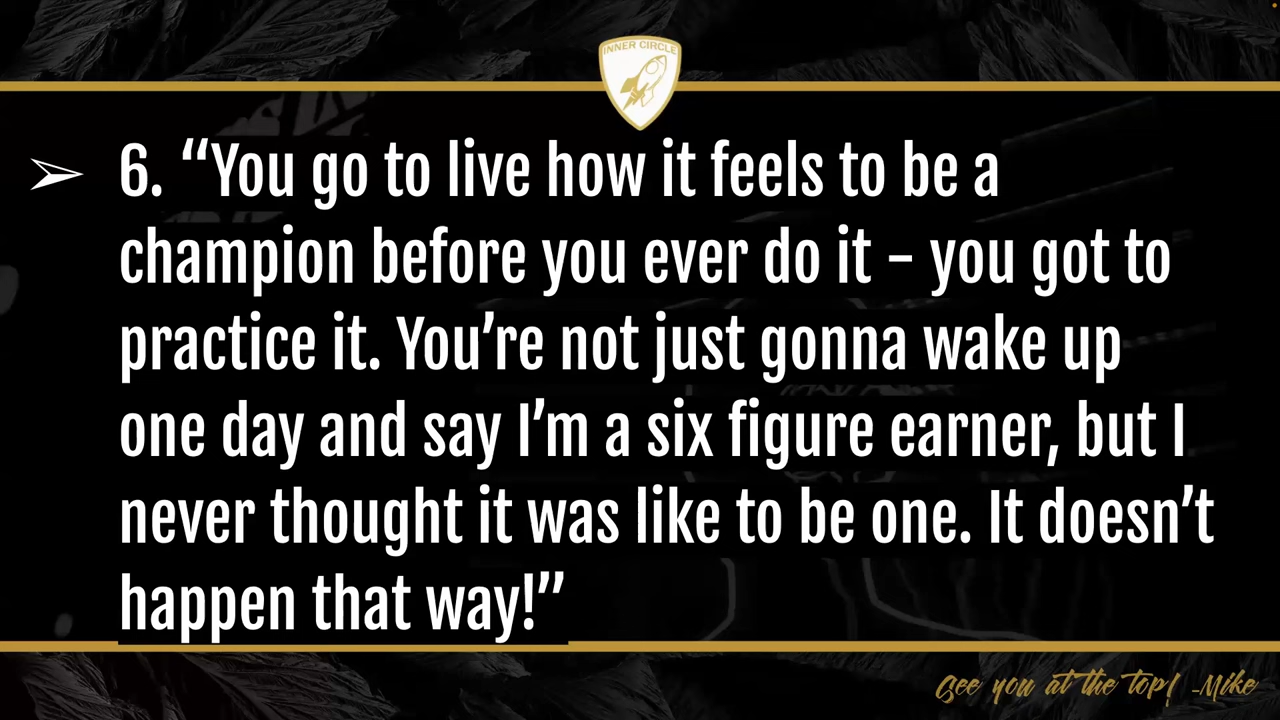 INNER CIRCLE
➢ 6. “You go to live how it feels to be a
champion before you ever do it – you got to
practice it. You’re not just gonna wake up
one day and say I’m a six figure earner, but I
never thought it was like to be one. It doesn’t
happen that way!”
See you at the top! -Mike